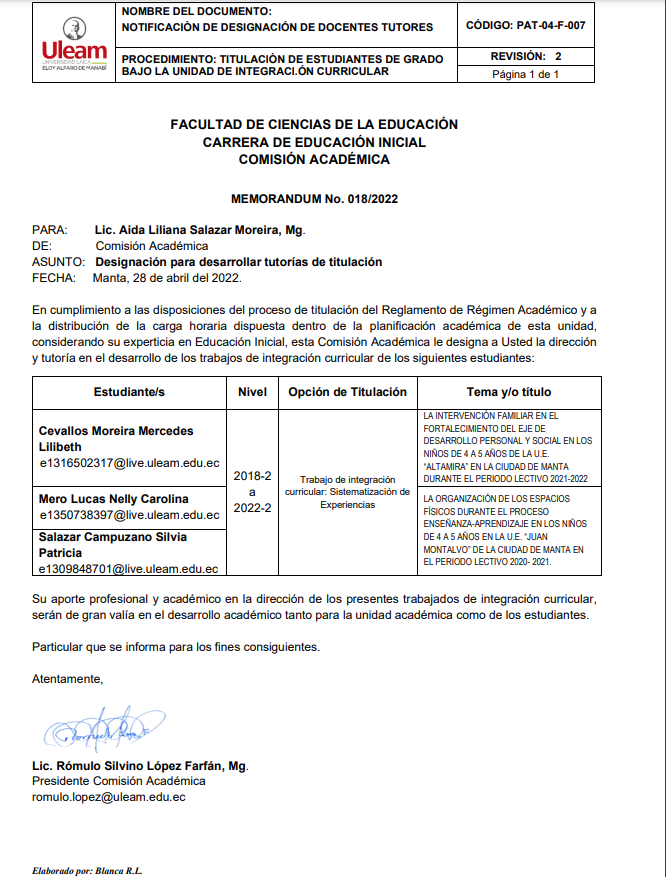 NOMBRE DEL DOCUMENTO:
NOTIFICACIÒN DE DESIGNACIÒN DE DOCENTES TUTORES
CÓDIGO: PAT-04-F-007
Uleam
UNIVERSIDAD LAICA
ELOY ALFARO DE MANABÍ
PROCEDIMIENTO: TITULACIÒN DE ESTUDIANTES DE GRADO
BAJO LA UNIDAD DE INTEGRACI.ÓN CURRICULAR
REVISIÓN: 2
Página 1 de 1
FACULTAD DE CIENCIAS DE LA EDUCACIÓN
CARRERA DE EDUCACIÓN INICIAL
COMISIÓN ACADÉMICA
MEMORANDUM No. 018/2022
PARA: Lic. Aida Liliana Salazar Moreira, Mg.
DE: Comisión Académica
ASUNTO: Designación para desarrollar tutorías de titulación
FECHA: Manta, 28 de abril del 2022.
En cumplimiento a las disposiciones del proceso de titulación del Reglamento de Régimen Académico y a
la distribución de la carga horaria dispuesta dentro de la planificación académica de esta unidad,
considerando su experticia en Educación Inicial, esta Comisión Académica le designa a Usted la dirección
y tutoría en el desarrollo de los trabajos de integración curricular de los siguientes estudiantes:
Estudiante/s
Nivel
Opción de Titulación
Tema y/o título
Cevallos Moreira Mercedes
Lilibeth
e1316502317@live.uleam.edu.ec
Mero Lucas Nelly Carolina
e1350738397@live.uleam.edu.ec
Salazar Campuzano Silvia
Patricia
e1309848701@live.uleam.edu.ec
2018-2
a
2022-2
Trabajo de integración
curricular: Sistematización de
Experiencias
LA INTERVENCIÓN FAMILIAR EN EL
FORTALECIMIENTO DEL EJE DE
DESARROLLO PERSONAL Y SOCIAL EN LOS
NIÑOS DE 4 A 5 AÑOS DE LA U.E.
“ALTAMIRA” EN LA CIUDAD DE MANTA
DURANTE EL PERIODO LECTIVO 2021-2022
LA ORGANIZACIÓN DE LOS ESPACIOS
FÍSICOS DURANTE EL PROCESO
ENSEÑANZA-APRENDIZAJE EN LOS NIÑOS
DE 4 A 5 AÑOS EN LA U.E. “JUAN
MONTALVO” DE LA CIUDAD DE MANTA EN
EL PERIODO LECTIVO 2020- 2021.
Su aporte profesional y académico en la dirección de los presentes trabajados de integración curricular,
serán de gran valía en el desarrollo académico tanto para la unidad académica como de los estudiantes.
Particular que se informa para los fines consiguientes.
Atentamente,
Lic. Rómulo Silvino López Farfán, Mg.
Presidente Comisión Académica
romulo.lopez@uleam.edu.ec
Elaborado por: Blanca R.L.